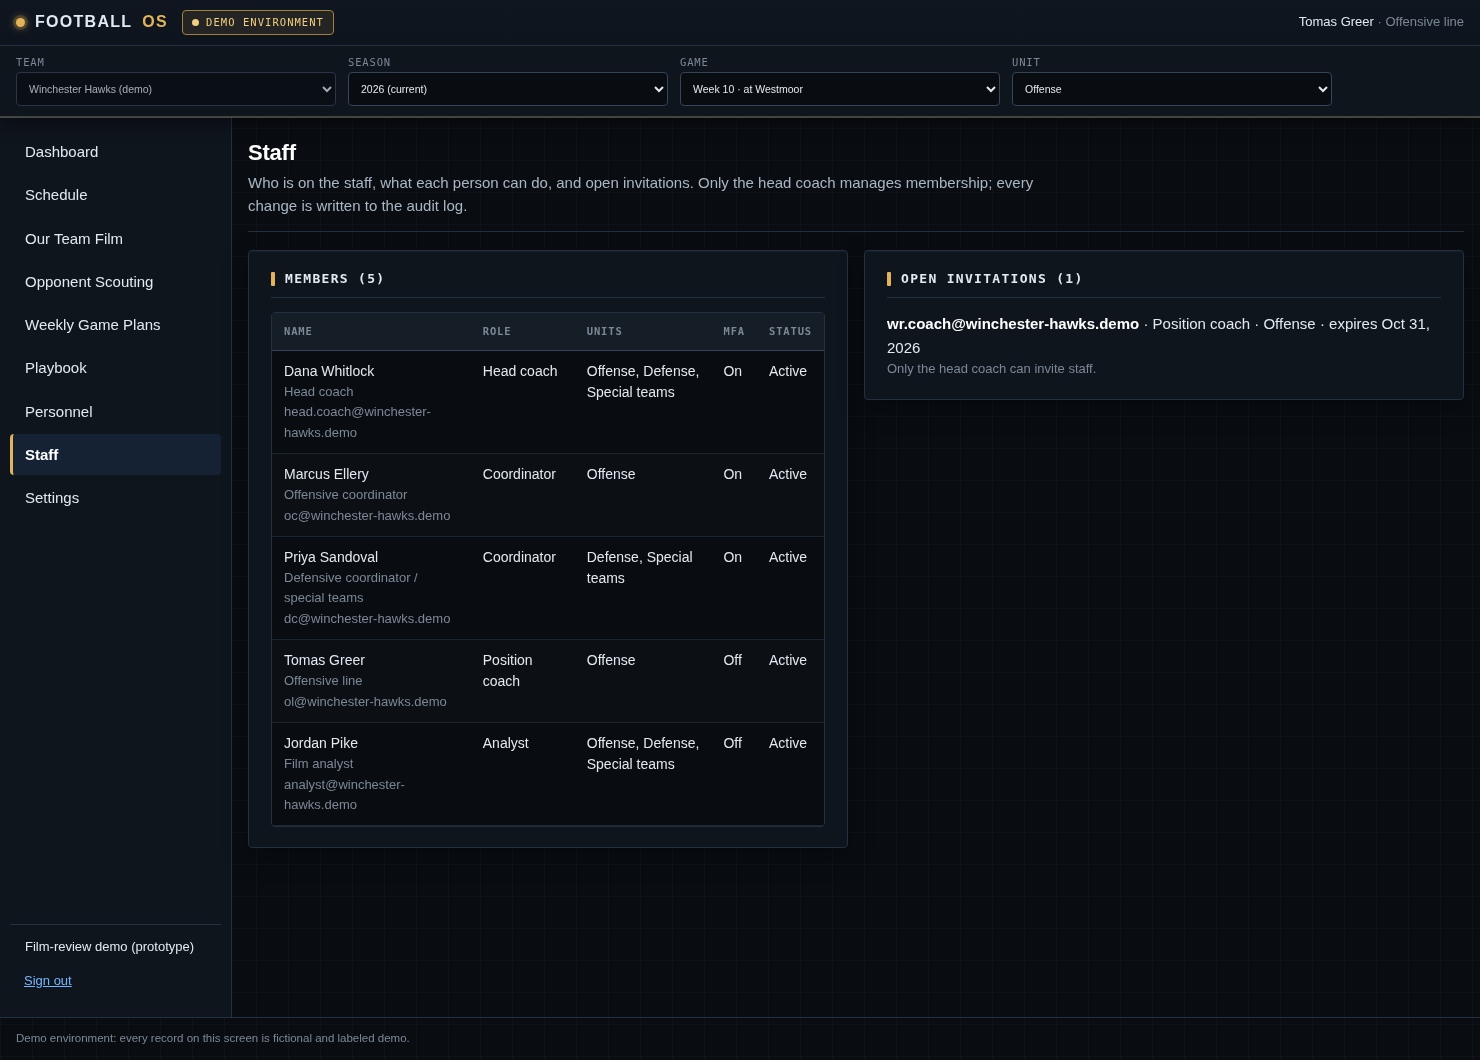 FOOTBALL OS
DEMO ENVIRONMENT
Tomas Greer · Offensive line
TEAM
Winchester Hawks (demo)
SEASON
2026 (current)
GAME
Week 10 · at Westmoor
UNIT
Offense
Dashboard
Schedule
Our Team Film
Opponent Scouting
Weekly Game Plans
Playbook
Personnel
Staff
Settings
Film-review demo (prototype)
Sign out
Staff
Who is on the staff, what each person can do, and open invitations. Only the head coach manages membership; every
change is written to the audit log.
MEMBERS (5)
NAME ROLE UNITS MFA STATUS
Dana Whitlock Head coach Offense, Defense, On Active
Head coach Special teams
head.coach@winchester-
hawks.demo
Marcus Ellery Coordinator Offense On Active
Offensive coordinator
oc@winchester-hawks.demo
Priya Sandoval Coordinator Defense, Special On Active
Defensive coordinator / teams
special teams
dc@winchester-hawks.demo
Tomas Greer Position Offense Off Active
Offensive line coach
ol@winchester-hawks.demo
Jordan Pike Analyst Offense, Defense, Off Active
Film analyst Special teams
analyst@winchester-
hawks.demo
OPEN INVITATIONS (1)
wr.coach@winchester-hawks.demo · Position coach · Offense · expires Oct 31,
2026
Only the head coach can invite staff.
Demo environment: every record on this screen is fictional and labeled demo.